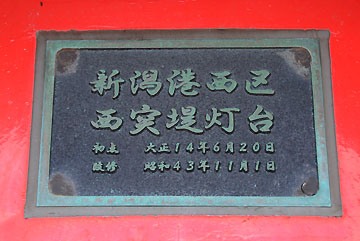 新潟港西区
西突堤灯台
初点 大正14年6月20日
改修 昭和43年11月1日